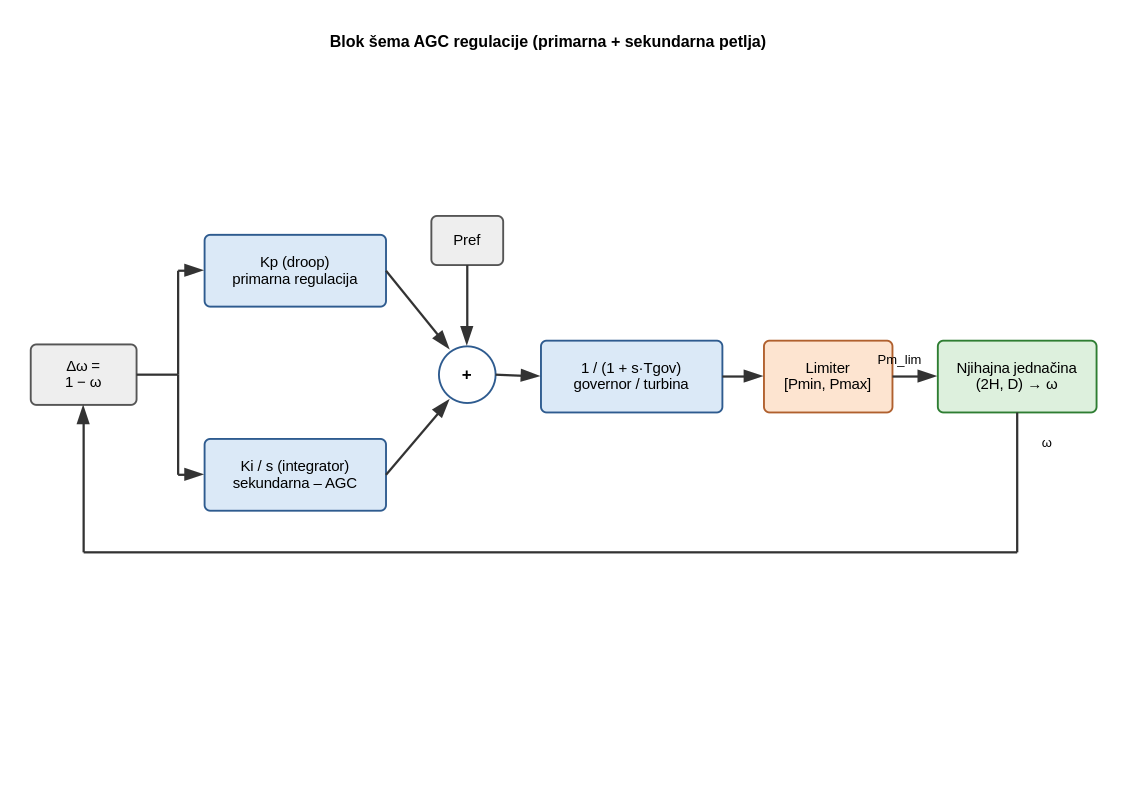 Blok šema AGC regulacije (primarna + sekundarna petlja)
Pref
Kp (droop)
primarna regulacija
Δω =
1 − ω
+
1 / (1 + s·Tgov)
governor / turbina
Limiter
[Pmin, Pmax]
Pm_lim
Njihajna jednačina
(2H, D) → ω
ω
Ki / s (integrator)
sekundarna – AGC